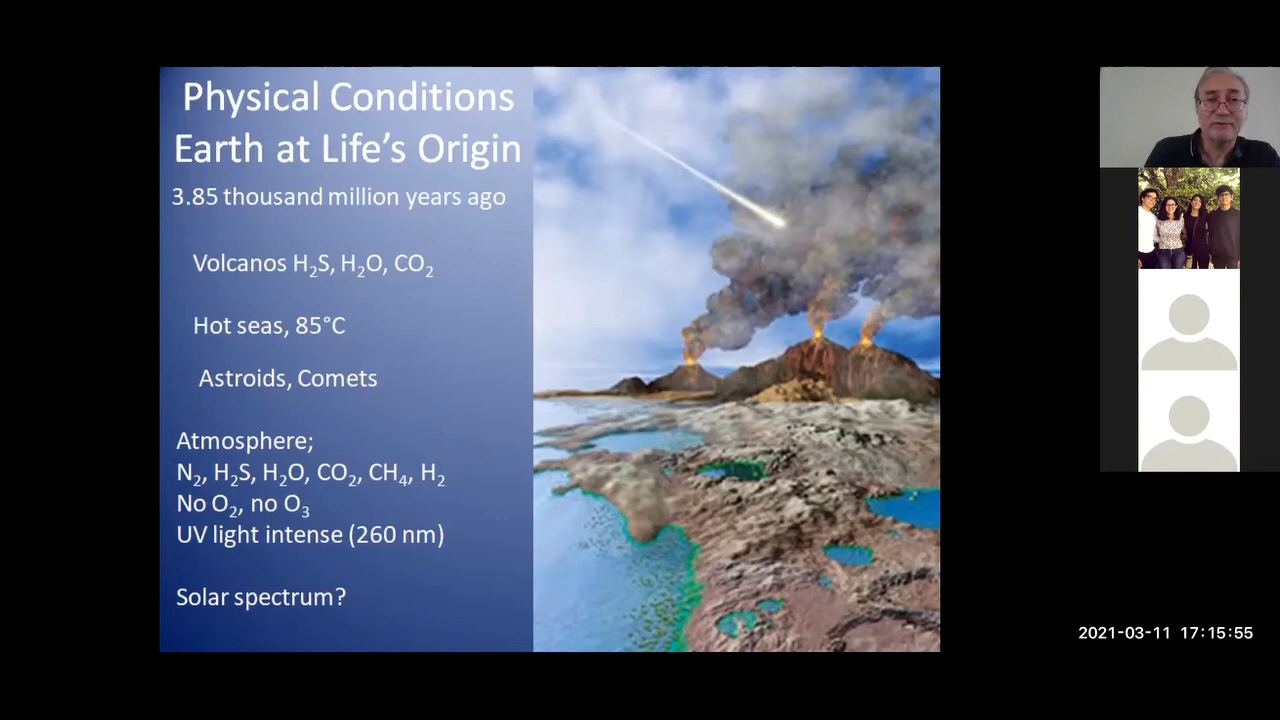 Physical Conditions
Earth at Life's Origin
3.85 thousand million years ago
Volcanos H₂S, H₂O, CO₂
Hot seas, 85°C
Astroids, Comets
Atmosphere;
N₂, H₂S, H₂O, CO₂, CH₄, H₂
No O₂, no O₃
UV light intense (260 nm)
Solar spectrum?
2021-03-11 17:15:55